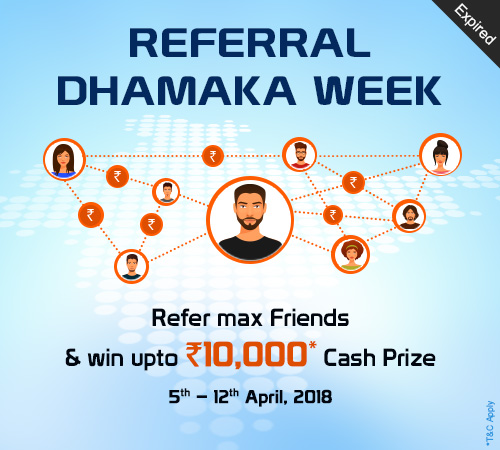 Expired
REFERRAL
DHAMAKA WEEK
₹
₹
₹
₹
₹
₹
Refer max Friends
& win upto ₹10,000* Cash Prize
5th – 12th April, 2018
*T&C Apply